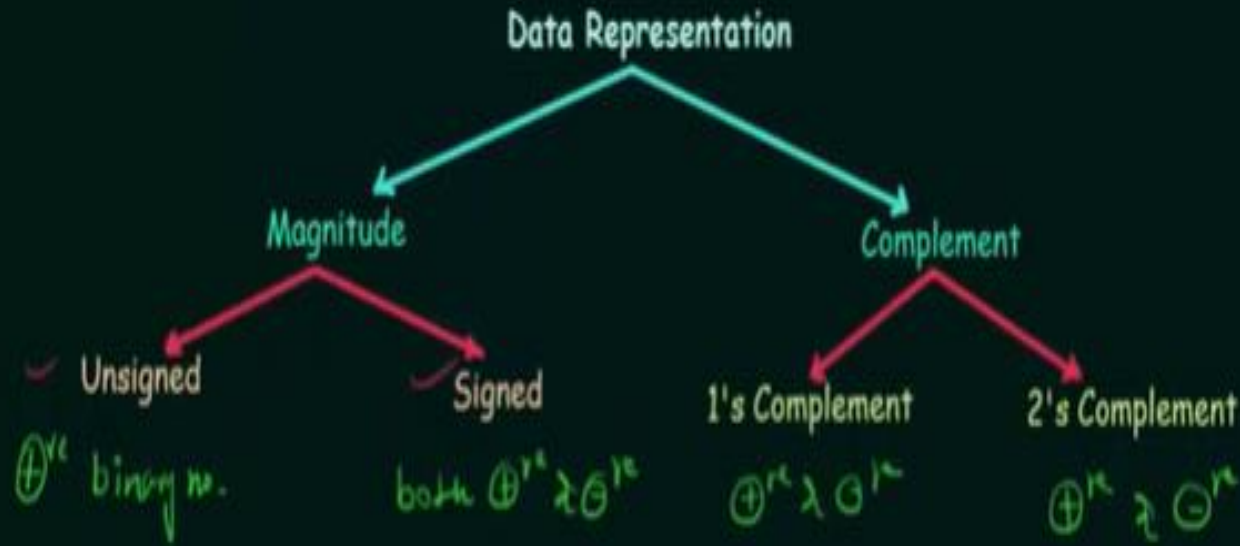 Data Representation
Magnitude
Complement
Unsigned
Signed
1's Complement
2's Complement
⊕ve binary no.
both ⊕ve & ⊖ve
⊕ve & ⊖ve
⊕ve & ⊖ve